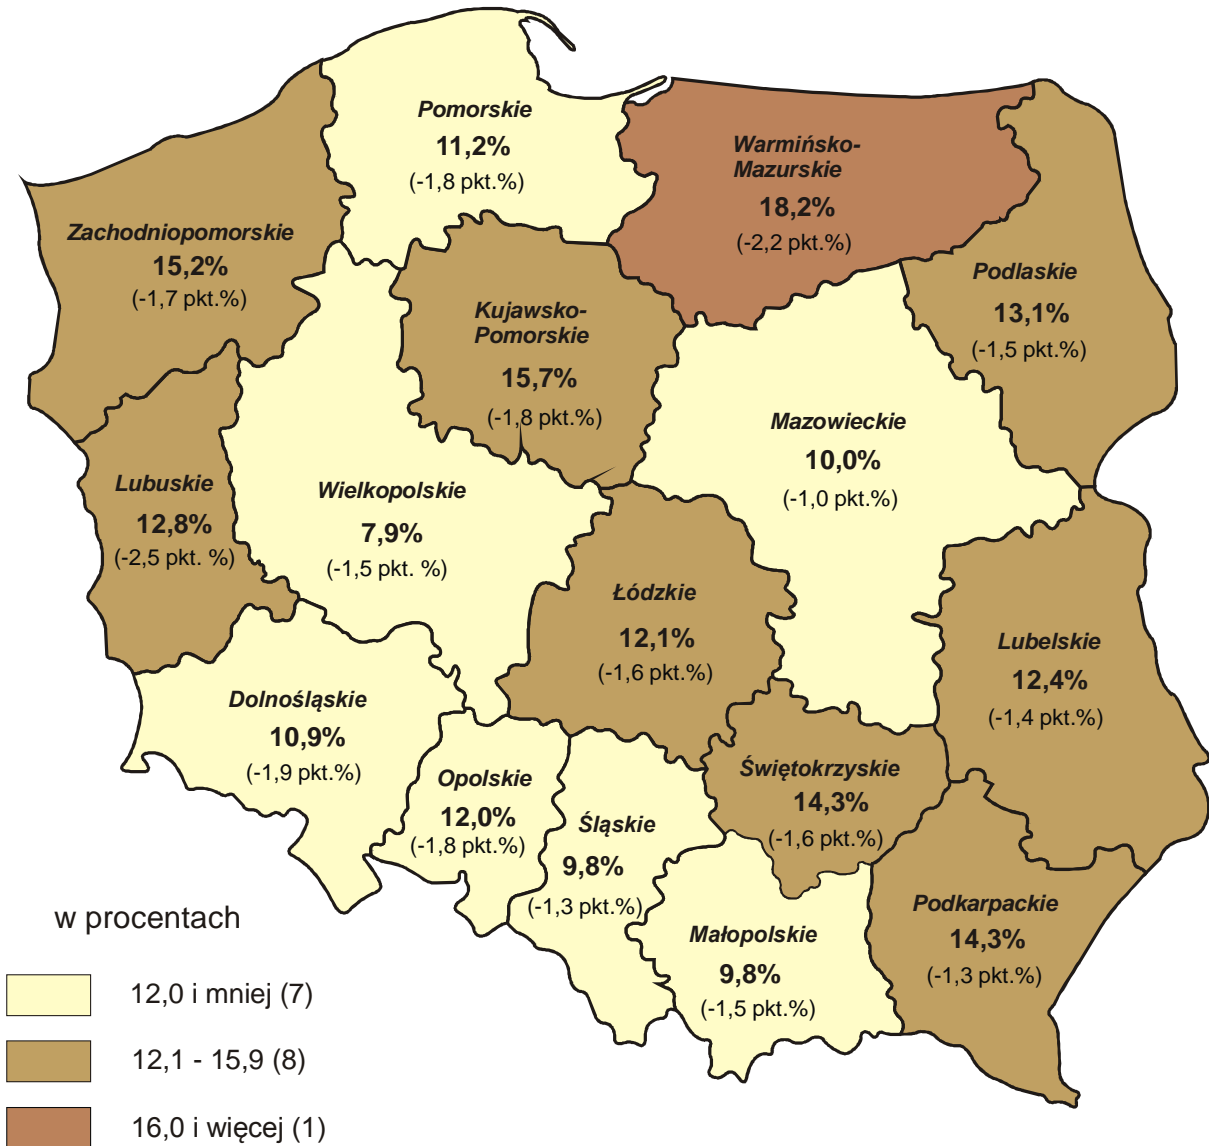 Pomorskie
11,2%
(-1,8 pkt.%)
Warmińsko-
Mazurskie
18,2%
(-2,2 pkt.%)
Zachodniopomorskie
15,2%
(-1,7 pkt.%)
Podlaskie
13,1%
(-1,5 pkt.%)
Kujawsko-
Pomorskie
15,7%
(-1,8 pkt.%)
Mazowieckie
10,0%
(-1,0 pkt.%)
Lubuskie
12,8%
(-2,5 pkt. %)
Wielkopolskie
7,9%
(-1,5 pkt. %)
Łódzkie
12,1%
(-1,6 pkt.%)
Lubelskie
12,4%
(-1,4 pkt.%)
Dolnośląskie
10,9%
(-1,9 pkt.%)
Opolskie
12,0%
(-1,8 pkt.%)
Śląskie
9,8%
(-1,3 pkt.%)
Świętokrzyskie
14,3%
(-1,6 pkt.%)
Małopolskie
9,8%
(-1,5 pkt.%)
Podkarpackie
14,3%
(-1,3 pkt.%)
w procentach
12,0 i mniej (7)
12,1 - 15,9 (8)
16,0 i więcej (1)